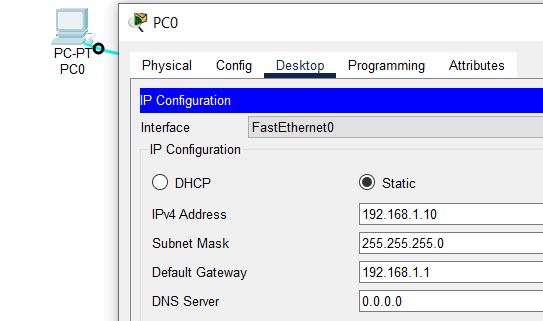 PC-PT
PC0
PC0
Physical Config Desktop Programming Attributes
IP Configuration
Interface FastEthernet0
IP Configuration
DHCP Static
IPv4 Address 192.168.1.10
Subnet Mask 255.255.255.0
Default Gateway 192.168.1.1
DNS Server 0.0.0.0